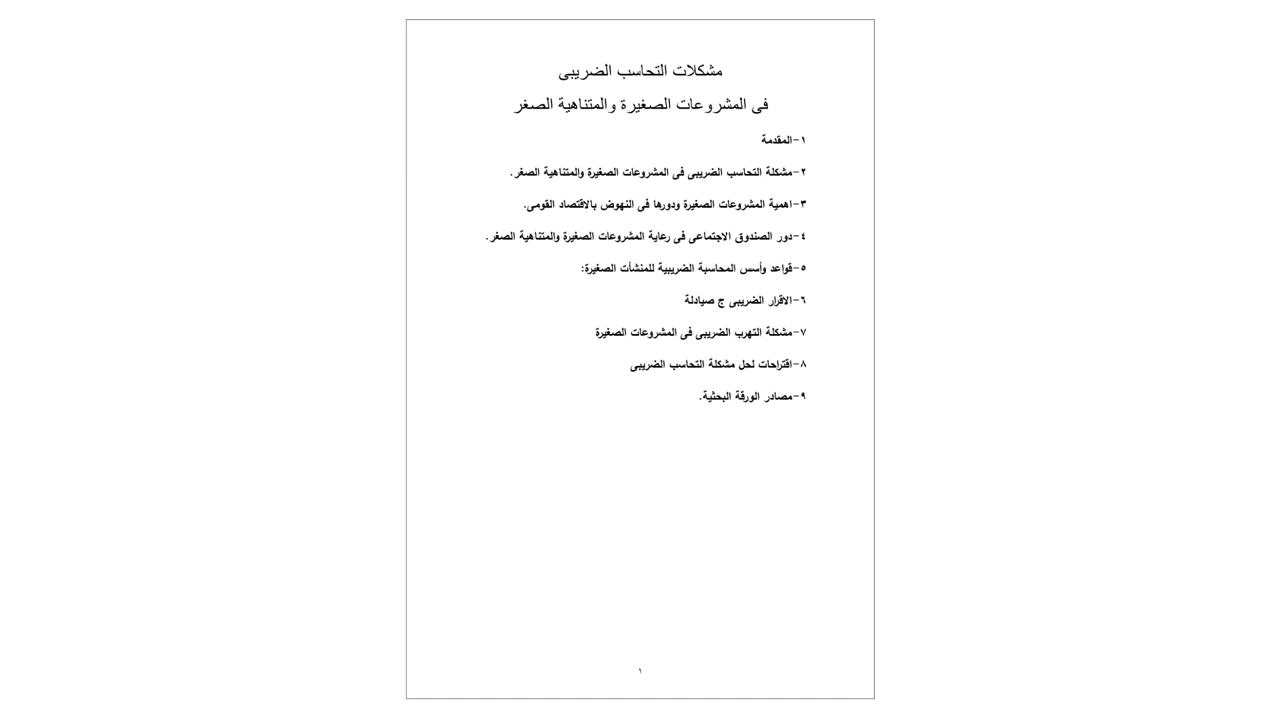 مشكلات التحاسب الضريبى
فى المشروعات الصغيرة والمتناهية الصغر
١-المقدمة
٢-مشكلة التحاسب الضريبى فى المشروعات الصغيرة والمتناهية الصغر.
٣-اهمية المشروعات الصغيرة ودورها فى النهوض بالاقتصاد القومى.
٤-دور الصندوق الاجتماعى فى رعاية المشروعات الصغيرة والمتناهية الصغر.
٥-قواعد وأسس المحاسبة الضريبية للمنشأت الصغيرة:
٦-الاقرار الضريبى ج صيادلة
٧-مشكلة التهرب الضريبى فى المشروعات الصغيرة
٨-اقتراحات لحل مشكلة التحاسب الضريبى
٩-مصادر الورقة البحثية.
١